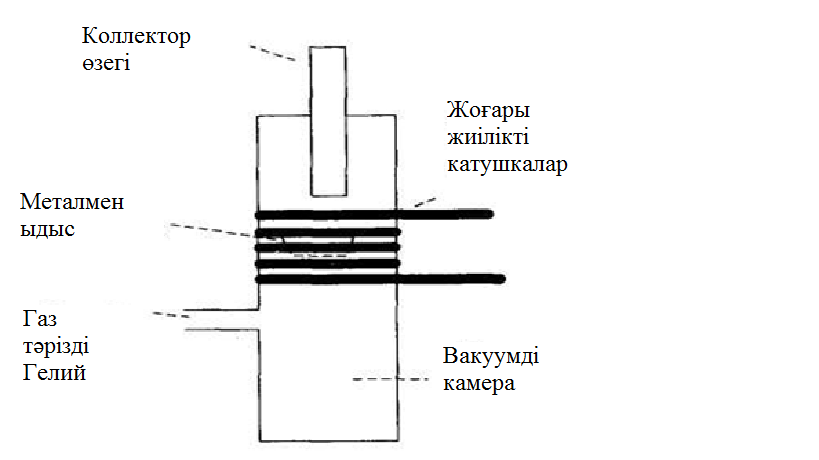 Коллектор
өзегі
Жоғары
жиілікті
катушкалар
Металмен
ыдыс
Газ
тәрізді
Гелий
Вакуумді
камера